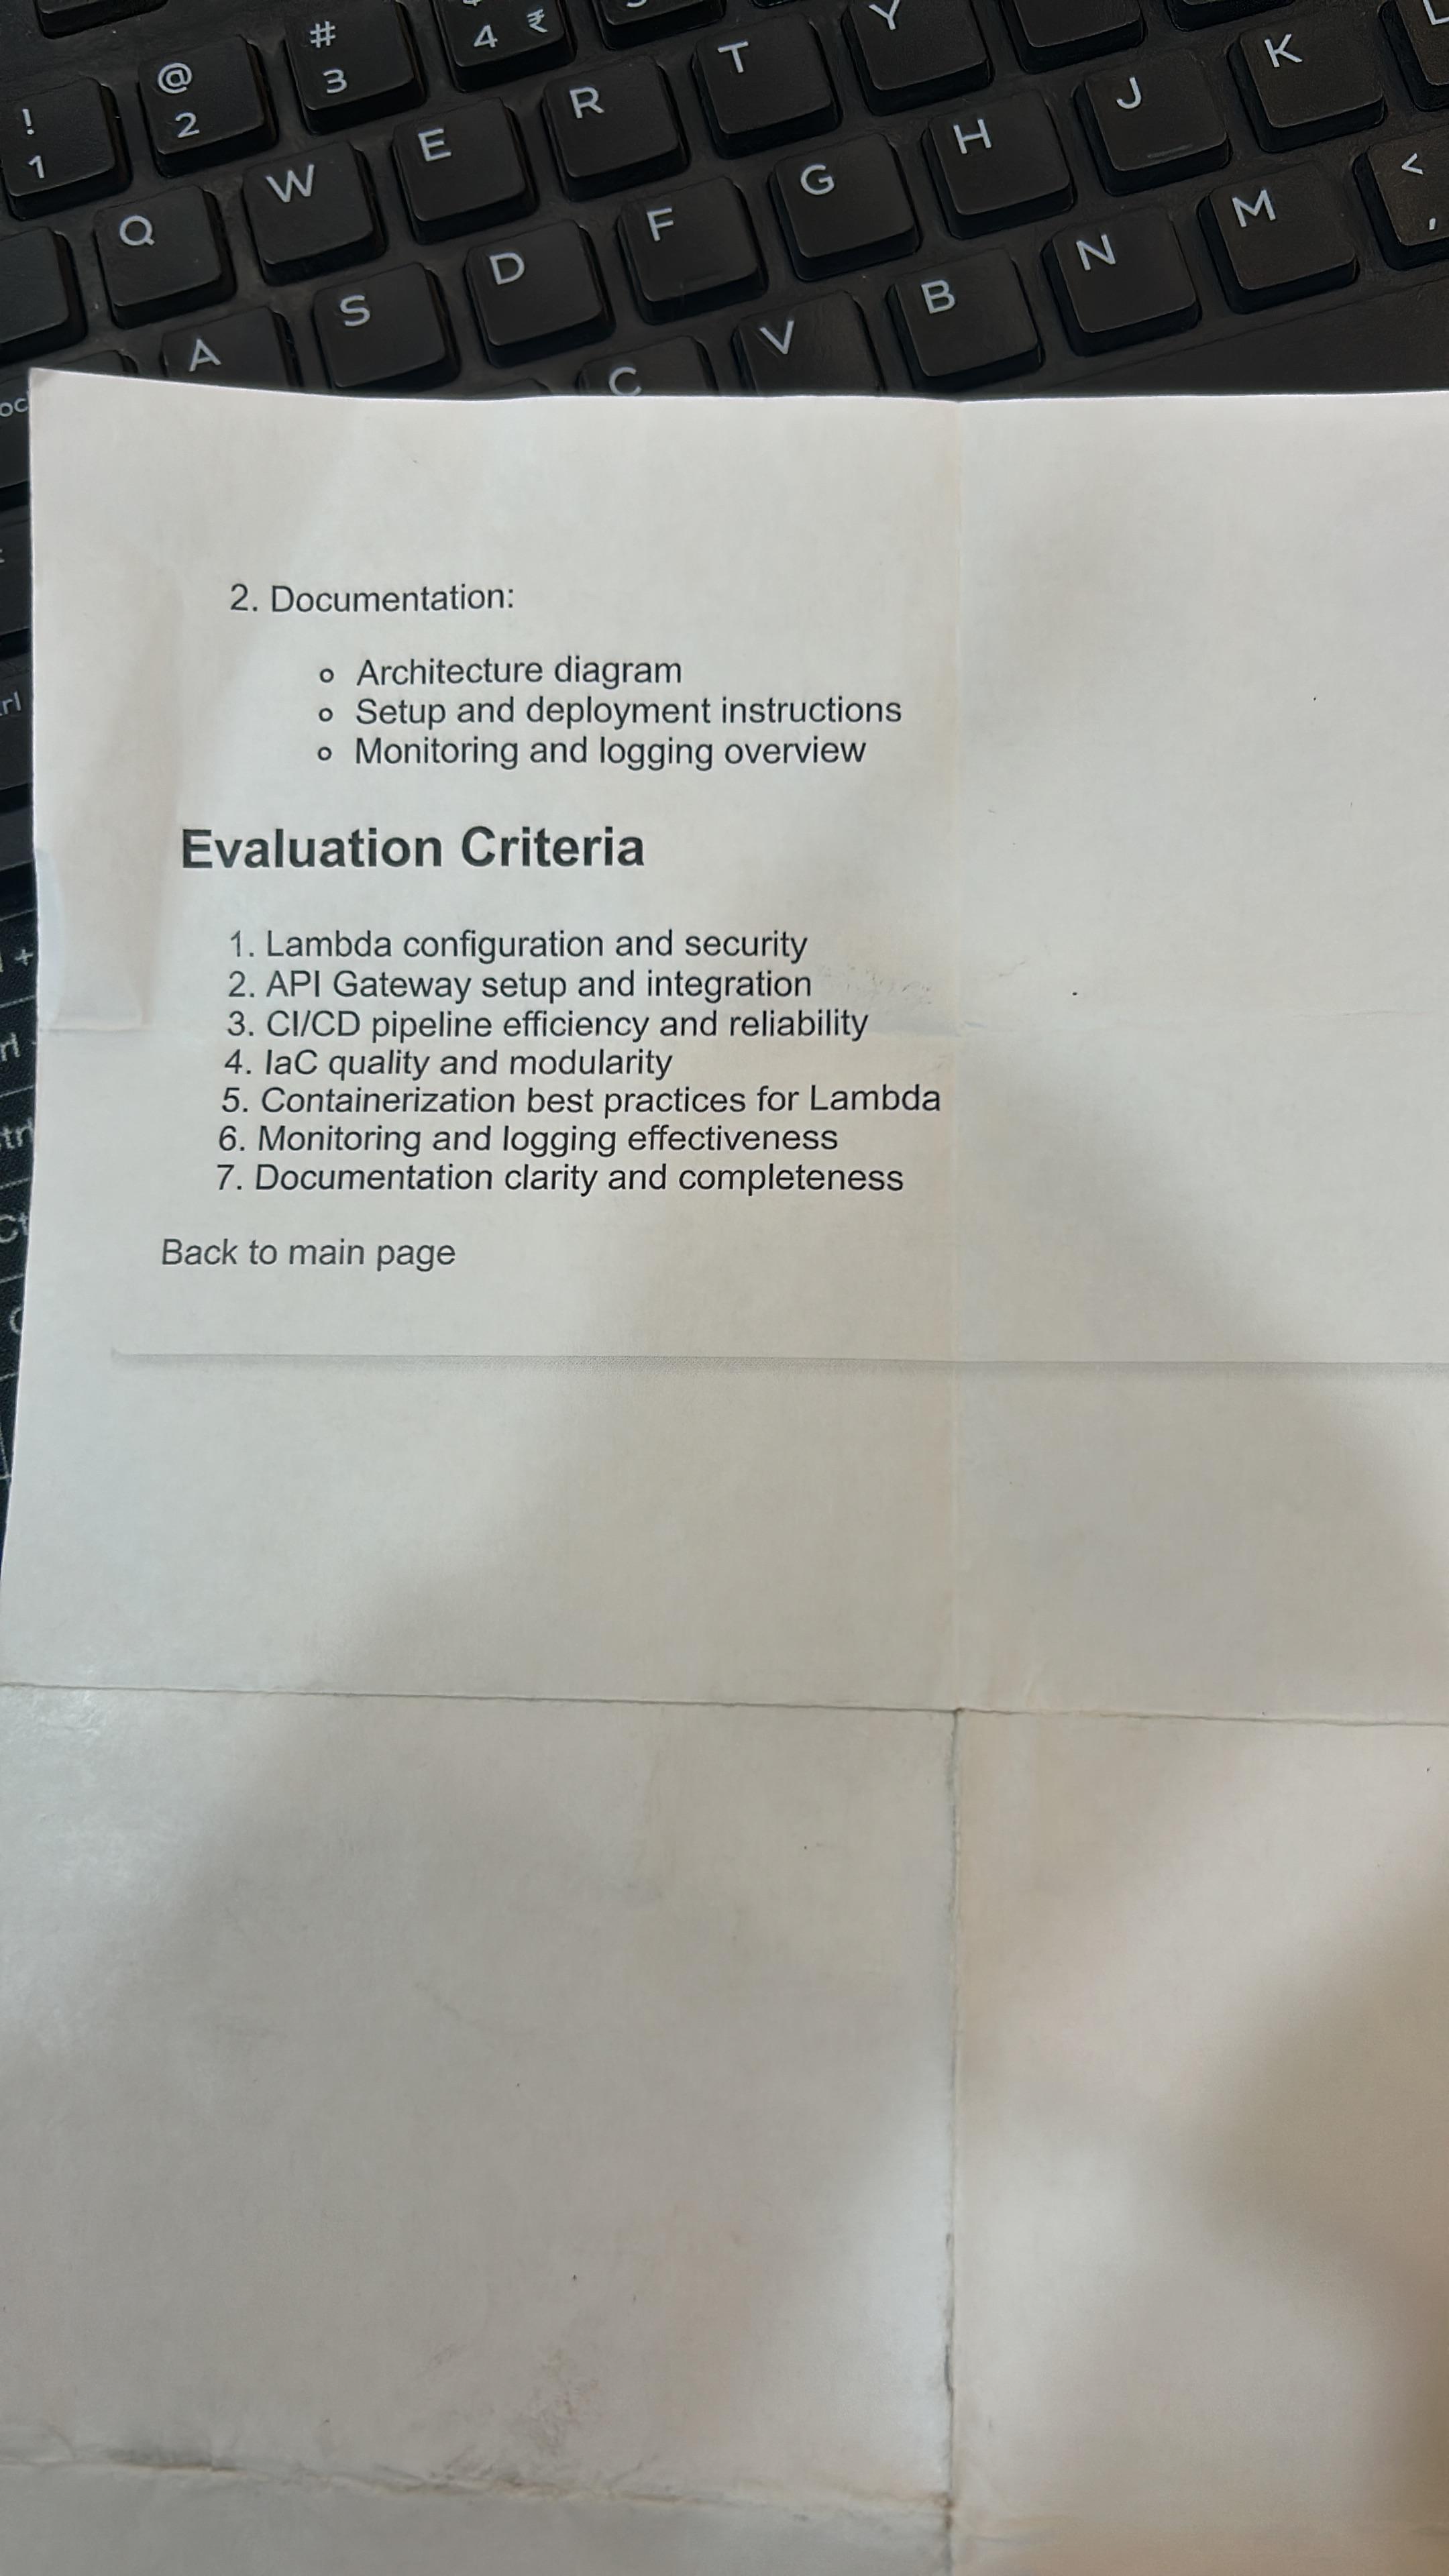 ! @ # 4 ₹
1 2 3
Q W E R T Y
A S D F G H J K
C V B N M < ,
2. Documentation:
o Architecture diagram
o Setup and deployment instructions
o Monitoring and logging overview
Evaluation Criteria
1. Lambda configuration and security
2. API Gateway setup and integration
3. CI/CD pipeline efficiency and reliability
4. IaC quality and modularity
5. Containerization best practices for Lambda
6. Monitoring and logging effectiveness
7. Documentation clarity and completeness
Back to main page